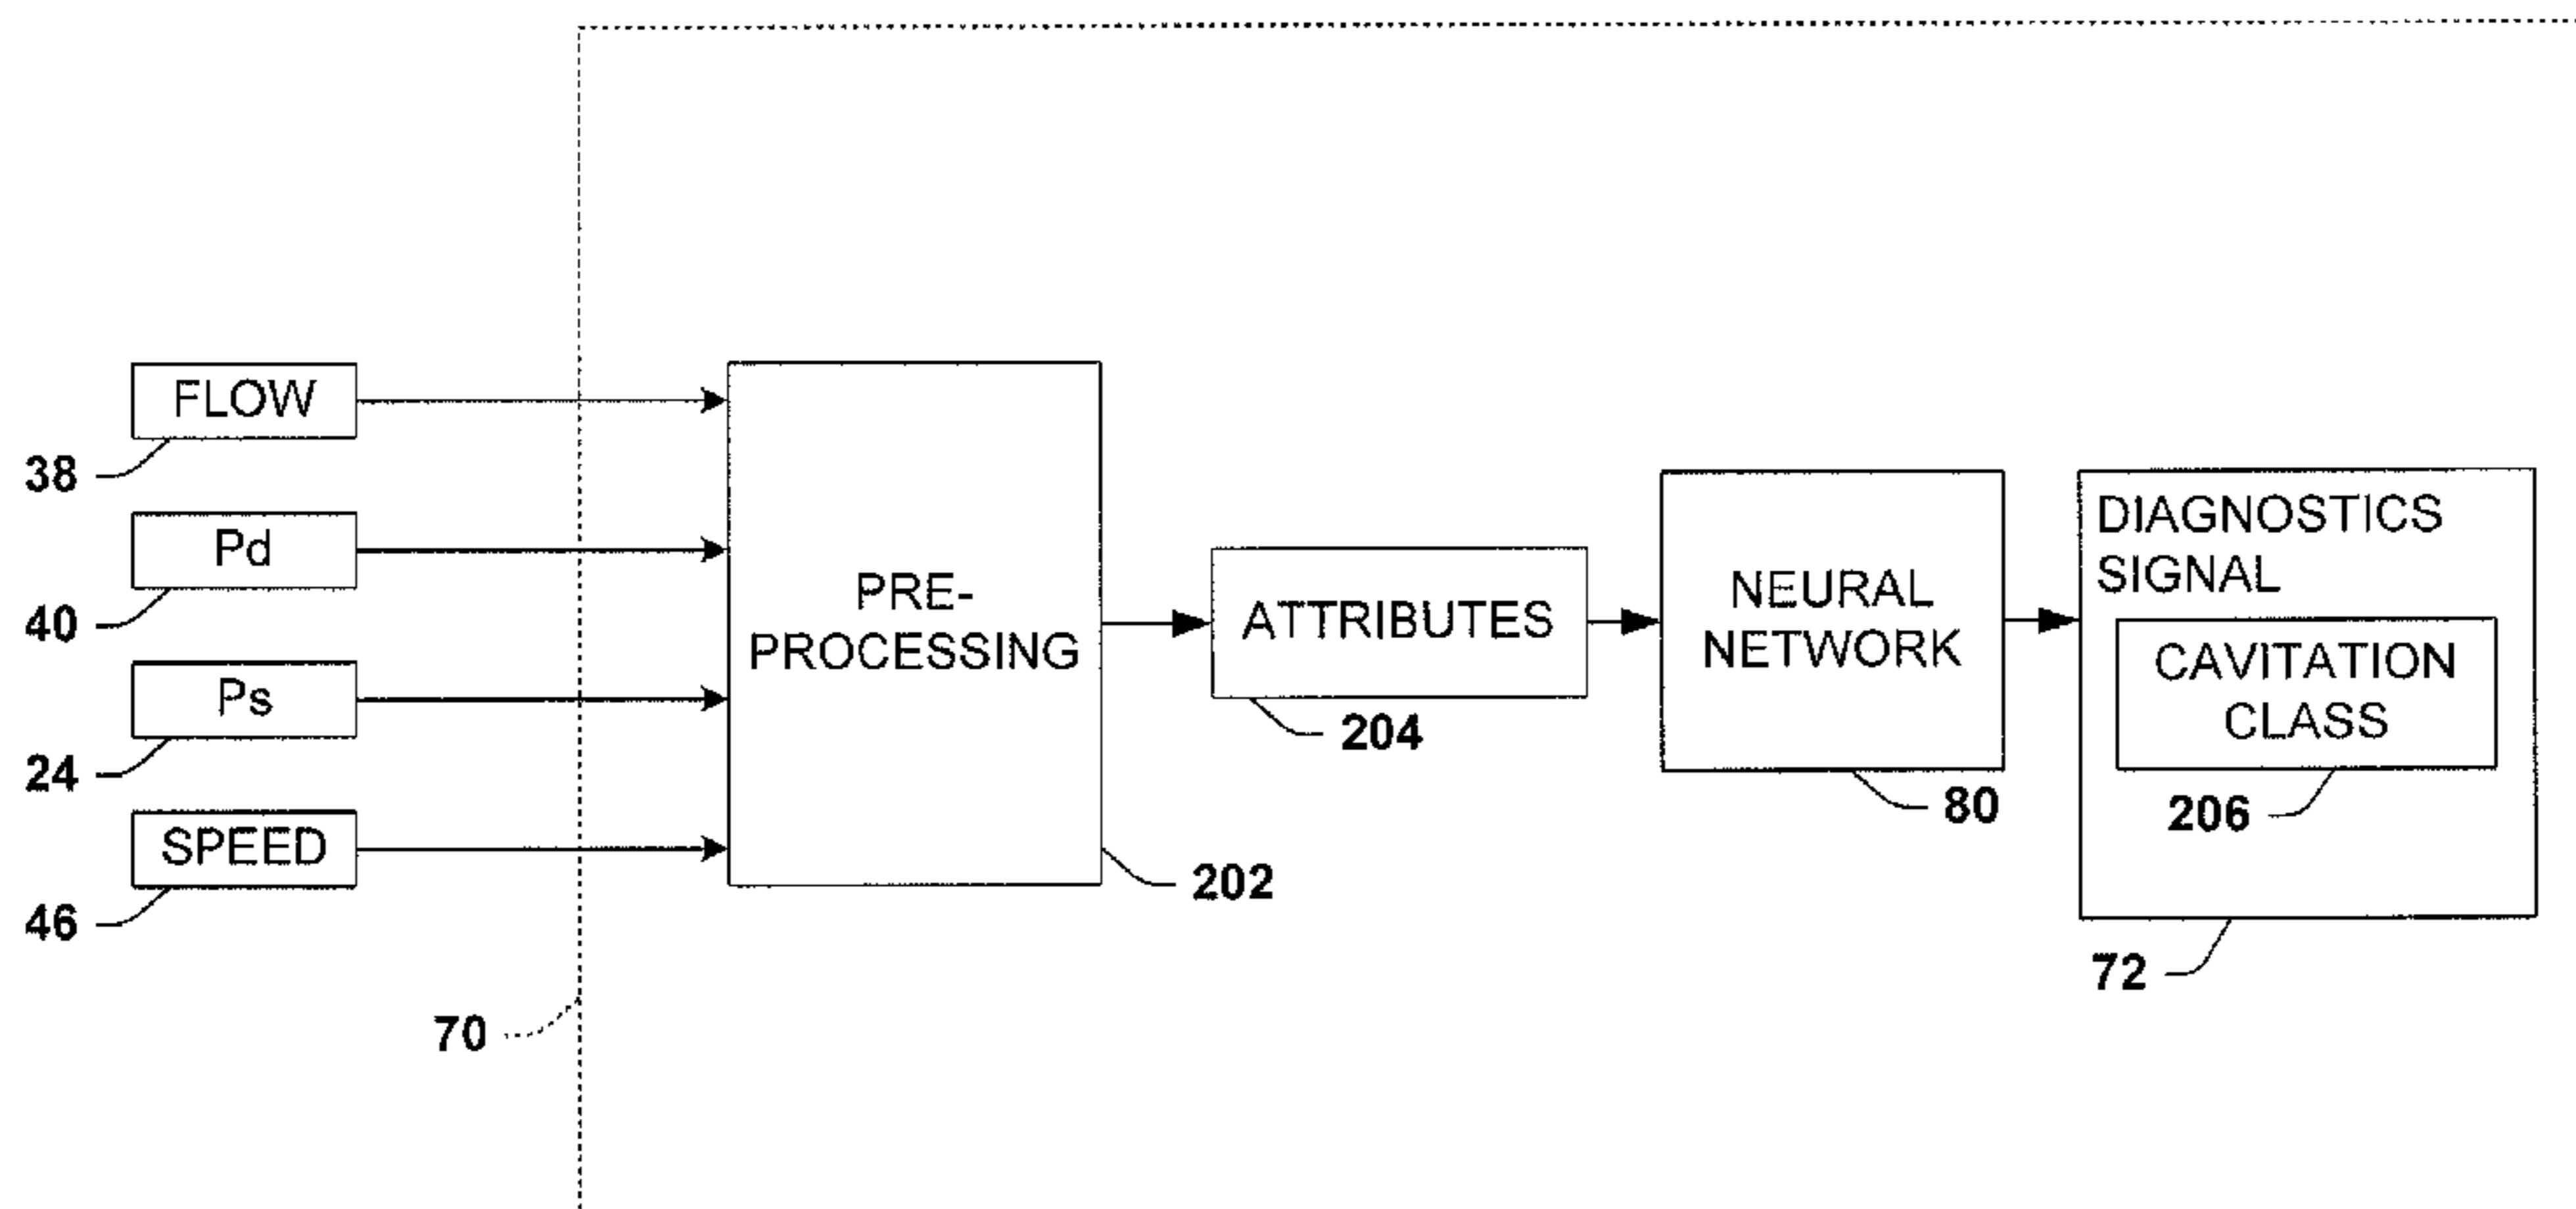 FLOW
38
Pd
40
Ps
24
SPEED
46
70
PRE-
PROCESSING
202
ATTRIBUTES
204
NEURAL
NETWORK
80
DIAGNOSTICS
SIGNAL
CAVITATION
CLASS
206
72